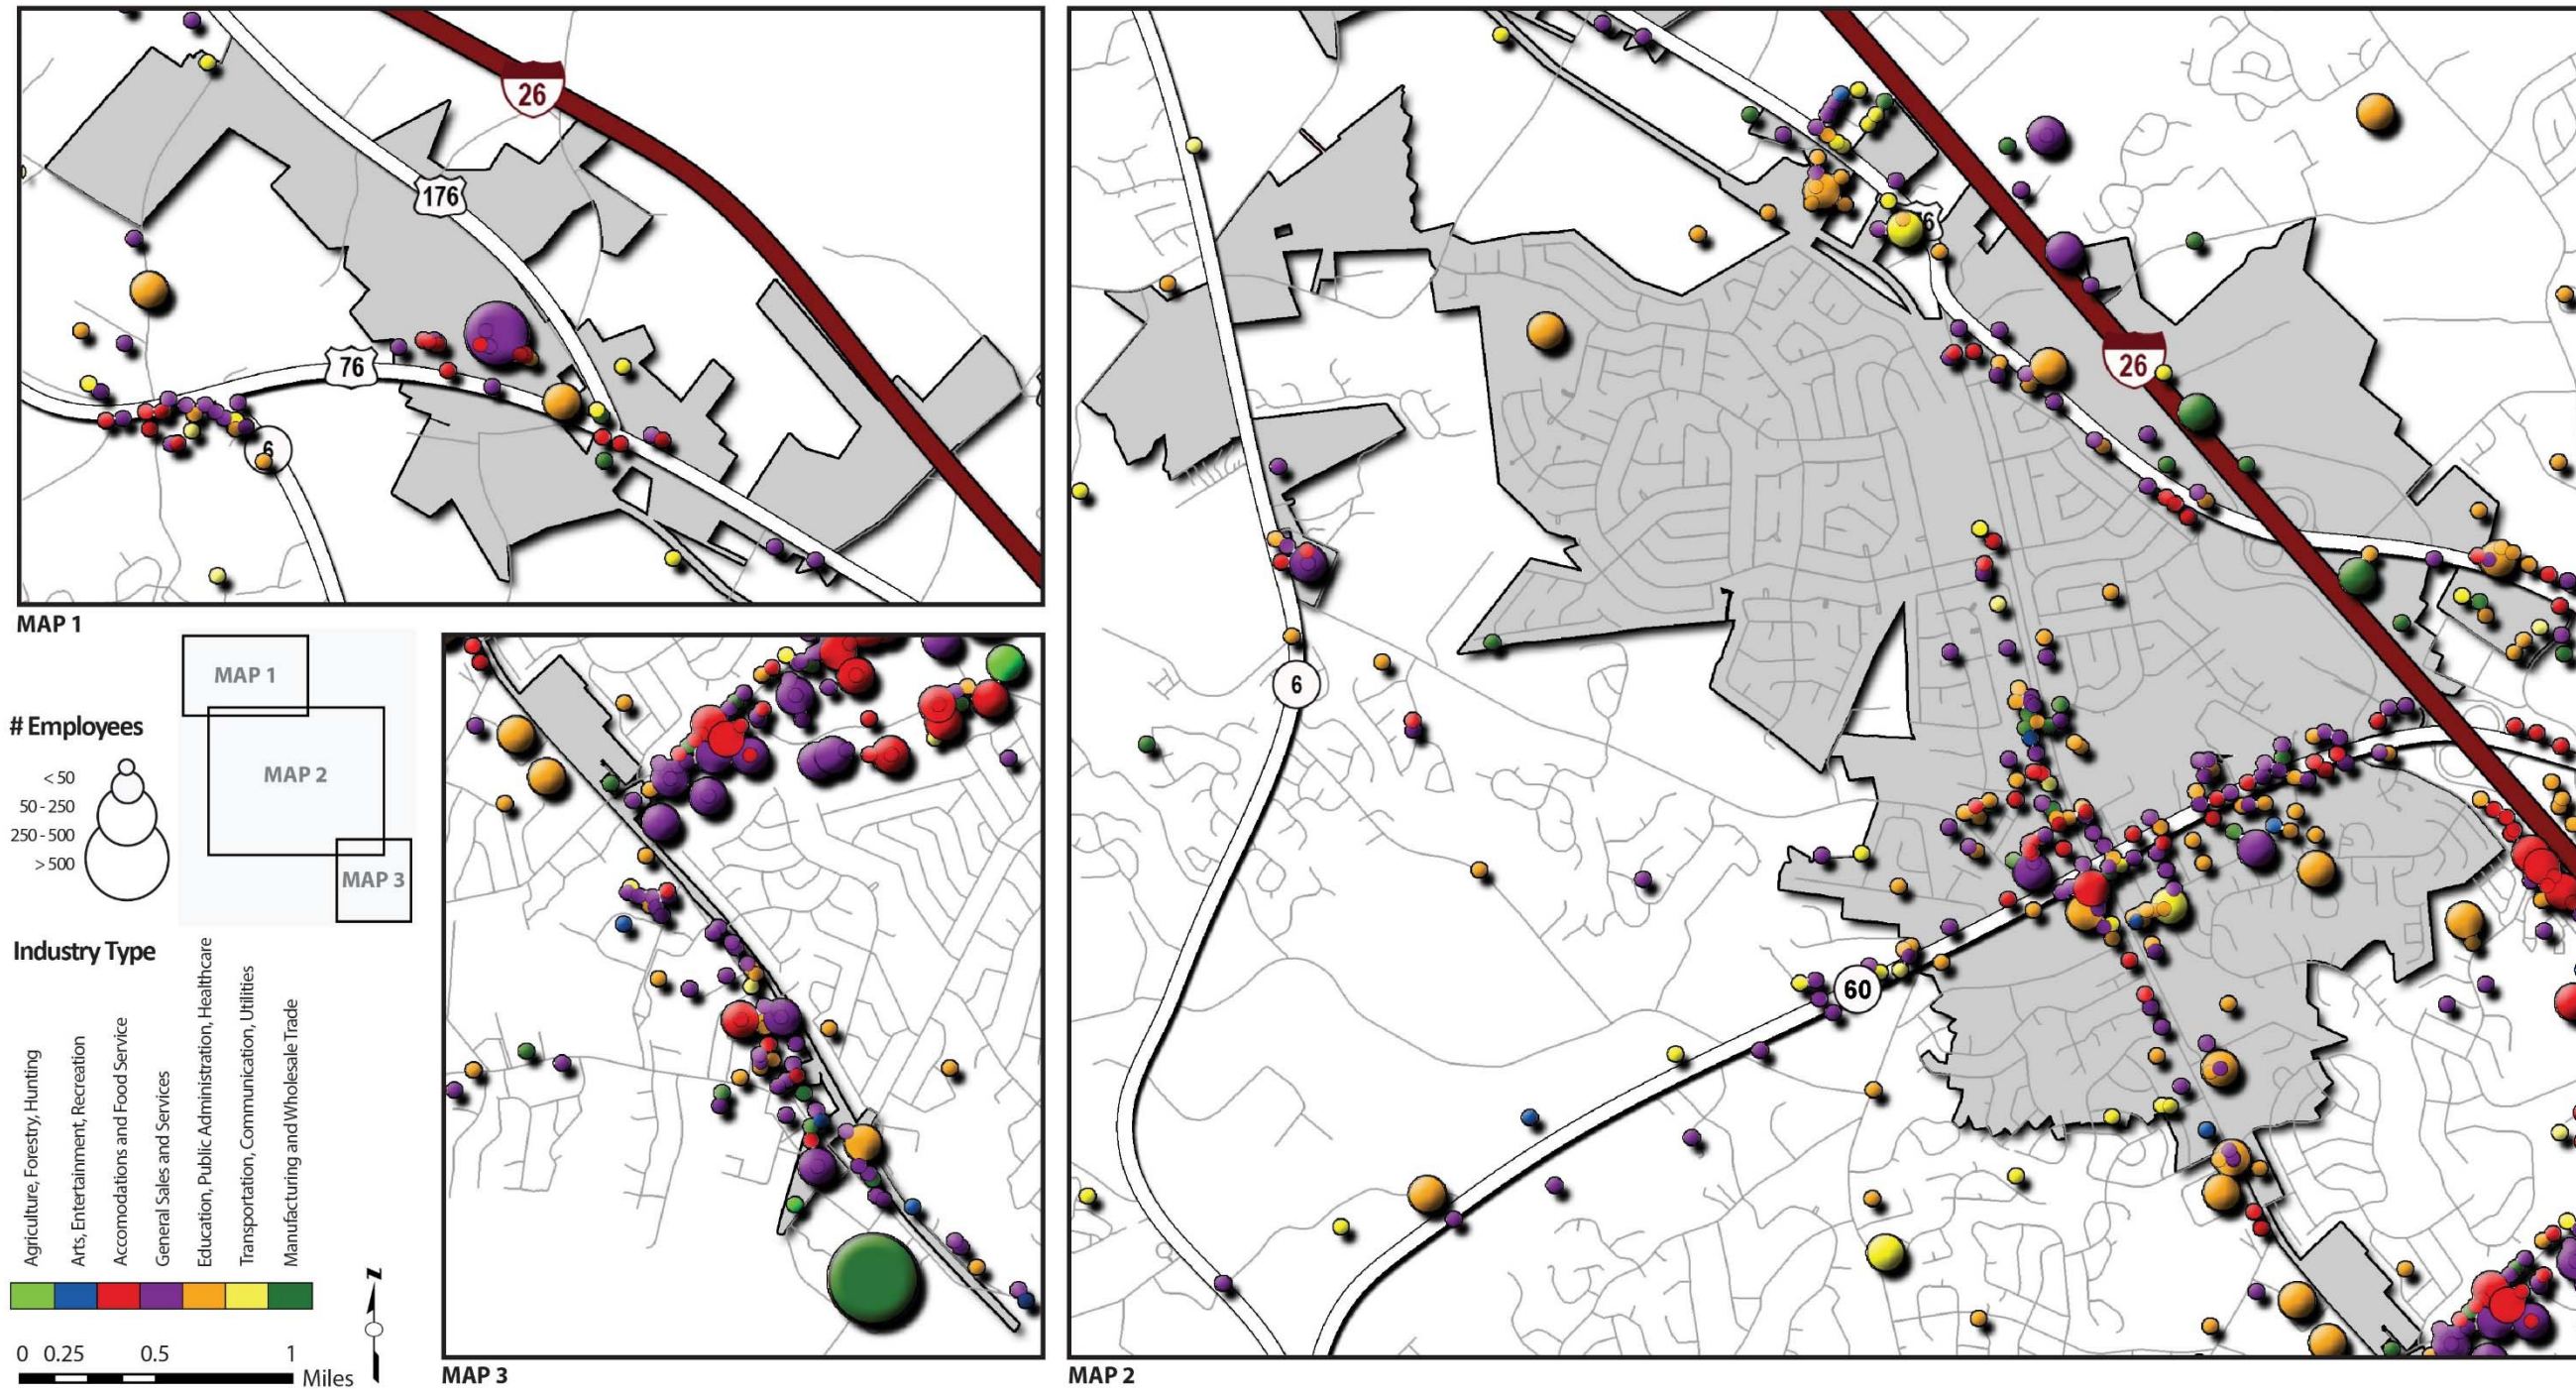 26
176
76
6
MAP 1
MAP 1
MAP 2
MAP 3
# Employees
< 50
50 - 250
250 - 500
> 500
Industry Type
Agriculture, Forestry, Hunting
Arts, Entertainment, Recreation
Accomodations and Food Service
General Sales and Services
Education, Public Administration, Healthcare
Transportation, Communication, Utilities
Manufacturing and Wholesale Trade
0 0.25 0.5 1
Miles
N
MAP 3
26
6
60
MAP 2